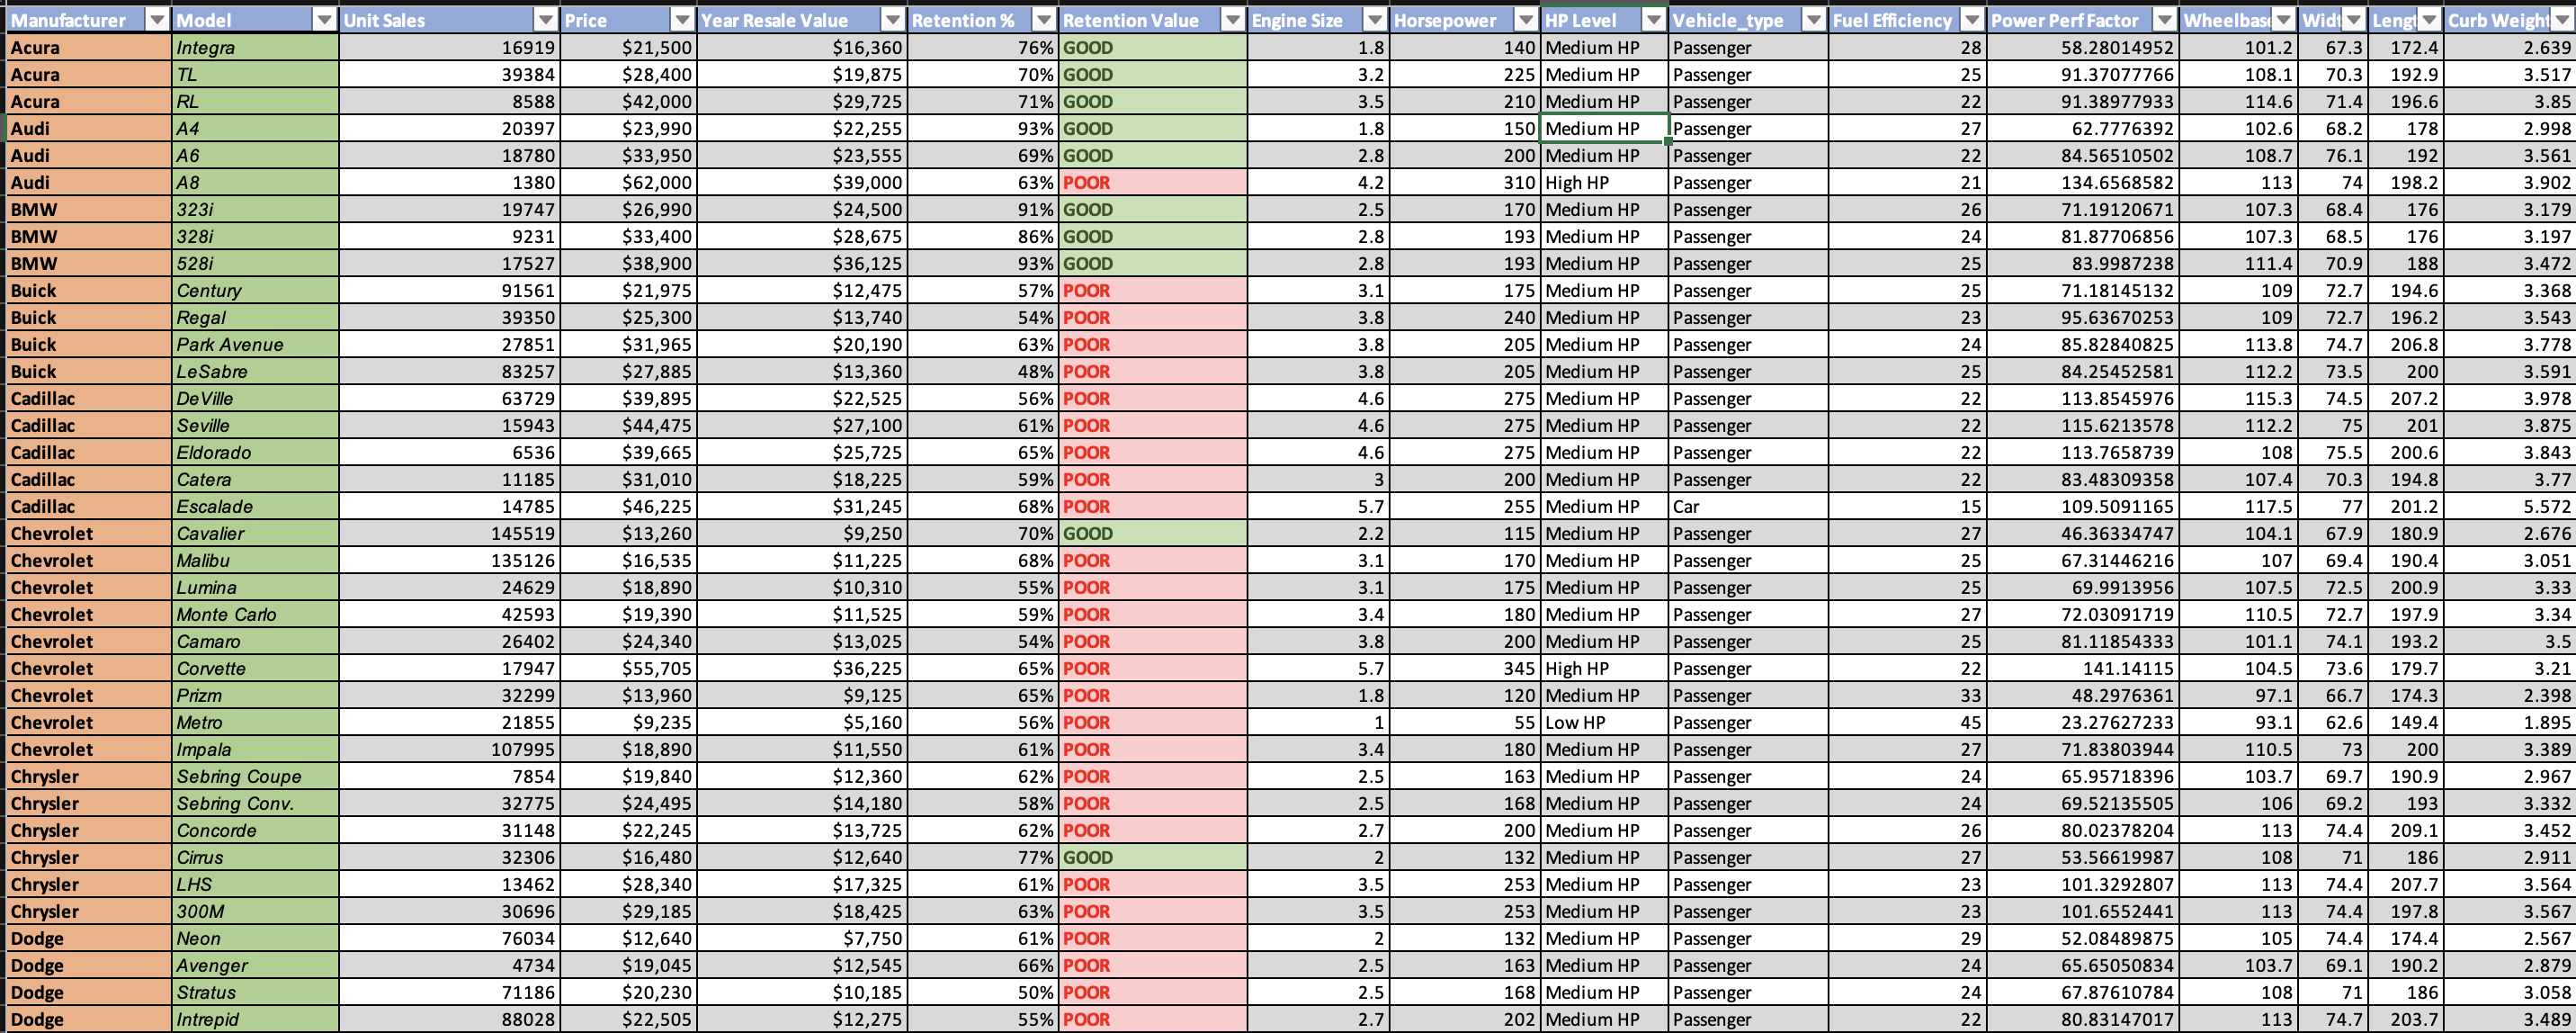 Manufacturer Model Unit Sales Price Year Resale Value Retention % Retention Value Engine Size Horsepower HP Level Vehicle_type Fuel Efficiency Power Perf Factor Wheelbas Widt Lengt Curb Weight
Acura Integra 16919 $21,500 $16,360 76% GOOD 1.8 140 Medium HP Passenger 28 58.28014952 101.2 67.3 172.4 2.639
Acura TL 39384 $28,400 $19,875 70% GOOD 3.2 225 Medium HP Passenger 25 91.37077766 108.1 70.3 192.9 3.517
Acura RL 8588 $42,000 $29,725 71% GOOD 3.5 210 Medium HP Passenger 22 91.38977933 114.6 71.4 196.6 3.85
Audi A4 20397 $23,990 $22,255 93% GOOD 1.8 150 Medium HP Passenger 27 62.7776392 102.6 68.2 178 2.998
Audi A6 18780 $33,950 $23,555 69% GOOD 2.8 200 Medium HP Passenger 22 84.56510502 108.7 76.1 192 3.561
Audi A8 1380 $62,000 $39,000 63% POOR 4.2 310 High HP Passenger 21 134.6568582 113 74 198.2 3.902
BMW 323i 19747 $26,990 $24,500 91% GOOD 2.5 170 Medium HP Passenger 26 71.19120671 107.3 68.4 176 3.179
BMW 328i 9231 $33,400 $28,675 86% GOOD 2.8 193 Medium HP Passenger 24 81.87706856 107.3 68.5 176 3.197
BMW 528i 17527 $38,900 $36,125 93% GOOD 2.8 193 Medium HP Passenger 25 83.9987238 111.4 70.9 188 3.472
Buick Century 91561 $21,975 $12,475 57% POOR 3.1 175 Medium HP Passenger 25 71.18145132 109 72.7 194.6 3.368
Buick Regal 39350 $25,300 $13,740 54% POOR 3.8 240 Medium HP Passenger 23 95.63670253 109 72.7 196.2 3.543
Buick Park Avenue 27851 $31,965 $20,190 63% POOR 3.8 205 Medium HP Passenger 24 85.82840825 113.8 74.7 206.8 3.778
Buick LeSabre 83257 $27,885 $13,360 48% POOR 3.8 205 Medium HP Passenger 25 84.25452581 112.2 73.5 200 3.591
Cadillac DeVille 63729 $39,895 $22,525 56% POOR 4.6 275 Medium HP Passenger 22 113.8545976 115.3 74.5 207.2 3.978
Cadillac Seville 15943 $44,475 $27,100 61% POOR 4.6 275 Medium HP Passenger 22 115.6213578 112.2 75 201 3.875
Cadillac Eldorado 6536 $39,665 $25,725 65% POOR 4.6 275 Medium HP Passenger 22 113.7658739 108 75.5 200.6 3.843
Cadillac Catera 11185 $31,010 $18,225 59% POOR 3 200 Medium HP Passenger 22 83.48309358 107.4 70.3 194.8 3.77
Cadillac Escalade 14785 $46,225 $31,245 68% POOR 5.7 255 Medium HP Car 15 109.5091165 117.5 77 201.2 5.572
Chevrolet Cavalier 145519 $13,260 $9,250 70% GOOD 2.2 115 Medium HP Passenger 27 46.36334747 104.1 67.9 180.9 2.676
Chevrolet Malibu 135126 $16,535 $11,225 68% POOR 3.1 170 Medium HP Passenger 25 67.31446216 107 69.4 190.4 3.051
Chevrolet Lumina 24629 $18,890 $10,310 55% POOR 3.1 175 Medium HP Passenger 25 69.9913956 107.5 72.5 200.9 3.33
Chevrolet Monte Carlo 42593 $19,390 $11,525 59% POOR 3.4 180 Medium HP Passenger 27 72.03091719 110.5 72.7 197.9 3.34
Chevrolet Camaro 26402 $24,340 $13,025 54% POOR 3.8 200 Medium HP Passenger 25 81.11854333 101.1 74.1 193.2 3.5
Chevrolet Corvette 17947 $55,705 $36,225 65% POOR 5.7 345 High HP Passenger 22 141.14115 104.5 73.6 179.7 3.21
Chevrolet Prizm 32299 $13,960 $9,125 65% POOR 1.8 120 Medium HP Passenger 33 48.2976361 97.1 66.7 174.3 2.398
Chevrolet Metro 21855 $9,235 $5,160 56% POOR 1 55 Low HP Passenger 45 23.27627233 93.1 62.6 149.4 1.895
Chevrolet Impala 107995 $18,890 $11,550 61% POOR 3.4 180 Medium HP Passenger 27 71.83803944 110.5 73 200 3.389
Chrysler Sebring Coupe 7854 $19,840 $12,360 62% POOR 2.5 163 Medium HP Passenger 24 65.95718396 103.7 69.7 190.9 2.967
Chrysler Sebring Conv. 32775 $24,495 $14,180 58% POOR 2.5 168 Medium HP Passenger 24 69.52135505 106 69.2 193 3.332
Chrysler Concorde 31148 $22,245 $13,725 62% POOR 2.7 200 Medium HP Passenger 26 80.02378204 113 74.4 209.1 3.452
Chrysler Cirrus 32306 $16,480 $12,640 77% GOOD 2 132 Medium HP Passenger 27 53.56619987 108 71 186 2.911
Chrysler LHS 13462 $28,340 $17,325 61% POOR 3.5 253 Medium HP Passenger 23 101.3292807 113 74.4 207.7 3.564
Chrysler 300M 30696 $29,185 $18,425 63% POOR 3.5 253 Medium HP Passenger 23 101.6552441 113 74.4 197.8 3.567
Dodge Neon 76034 $12,640 $7,750 61% POOR 2 132 Medium HP Passenger 29 52.08489875 105 74.4 174.4 2.567
Dodge Avenger 4734 $19,045 $12,545 66% POOR 2.5 163 Medium HP Passenger 24 65.65050834 103.7 69.1 190.2 2.879
Dodge Stratus 71186 $20,230 $10,185 50% POOR 2.5 168 Medium HP Passenger 24 67.87610784 108 71 186 3.058
Dodge Intrepid 88028 $22,505 $12,275 55% POOR 2.7 202 Medium HP Passenger 22 80.83147017 113 74.7 203.7 3.489